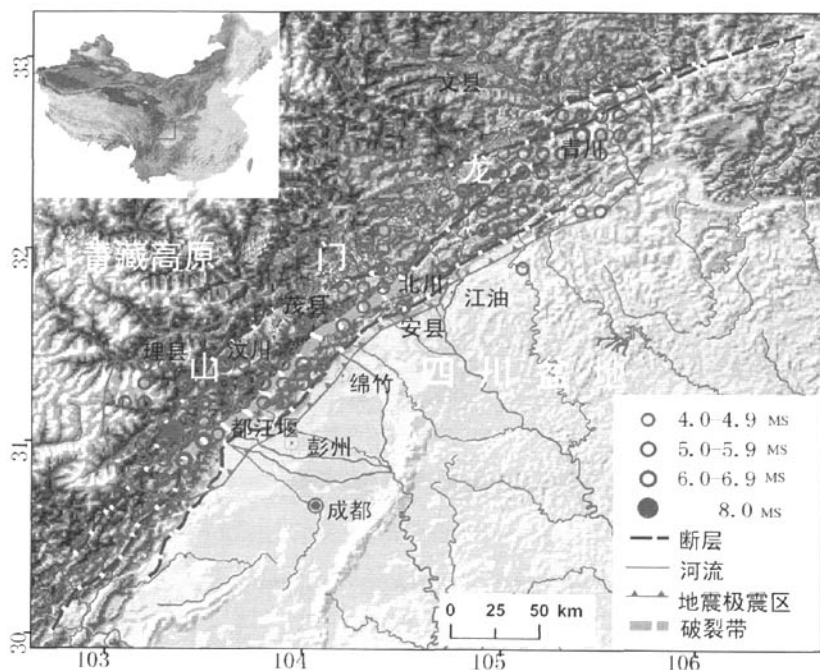 33
文县
青川
龙
32
青藏高原
门
北川
江油
茂县
安县
理县
汶川
山
四川盆地
绵竹
31
都江堰
彭州
成都
30
4.0-4.9 MS
5.0-5.9 MS
6.0-6.9 MS
8.0 MS
断层
河流
地震极震区
破裂带
0 25 50 km
103 104 105 106